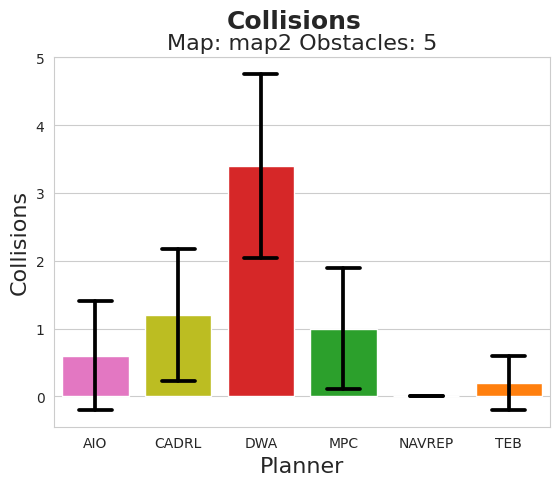 Collisions
Map: map2 Obstacles: 5
5
4
3
2
1
0
Collisions
AIO CADRL DWA MPC NAVREP TEB
Planner